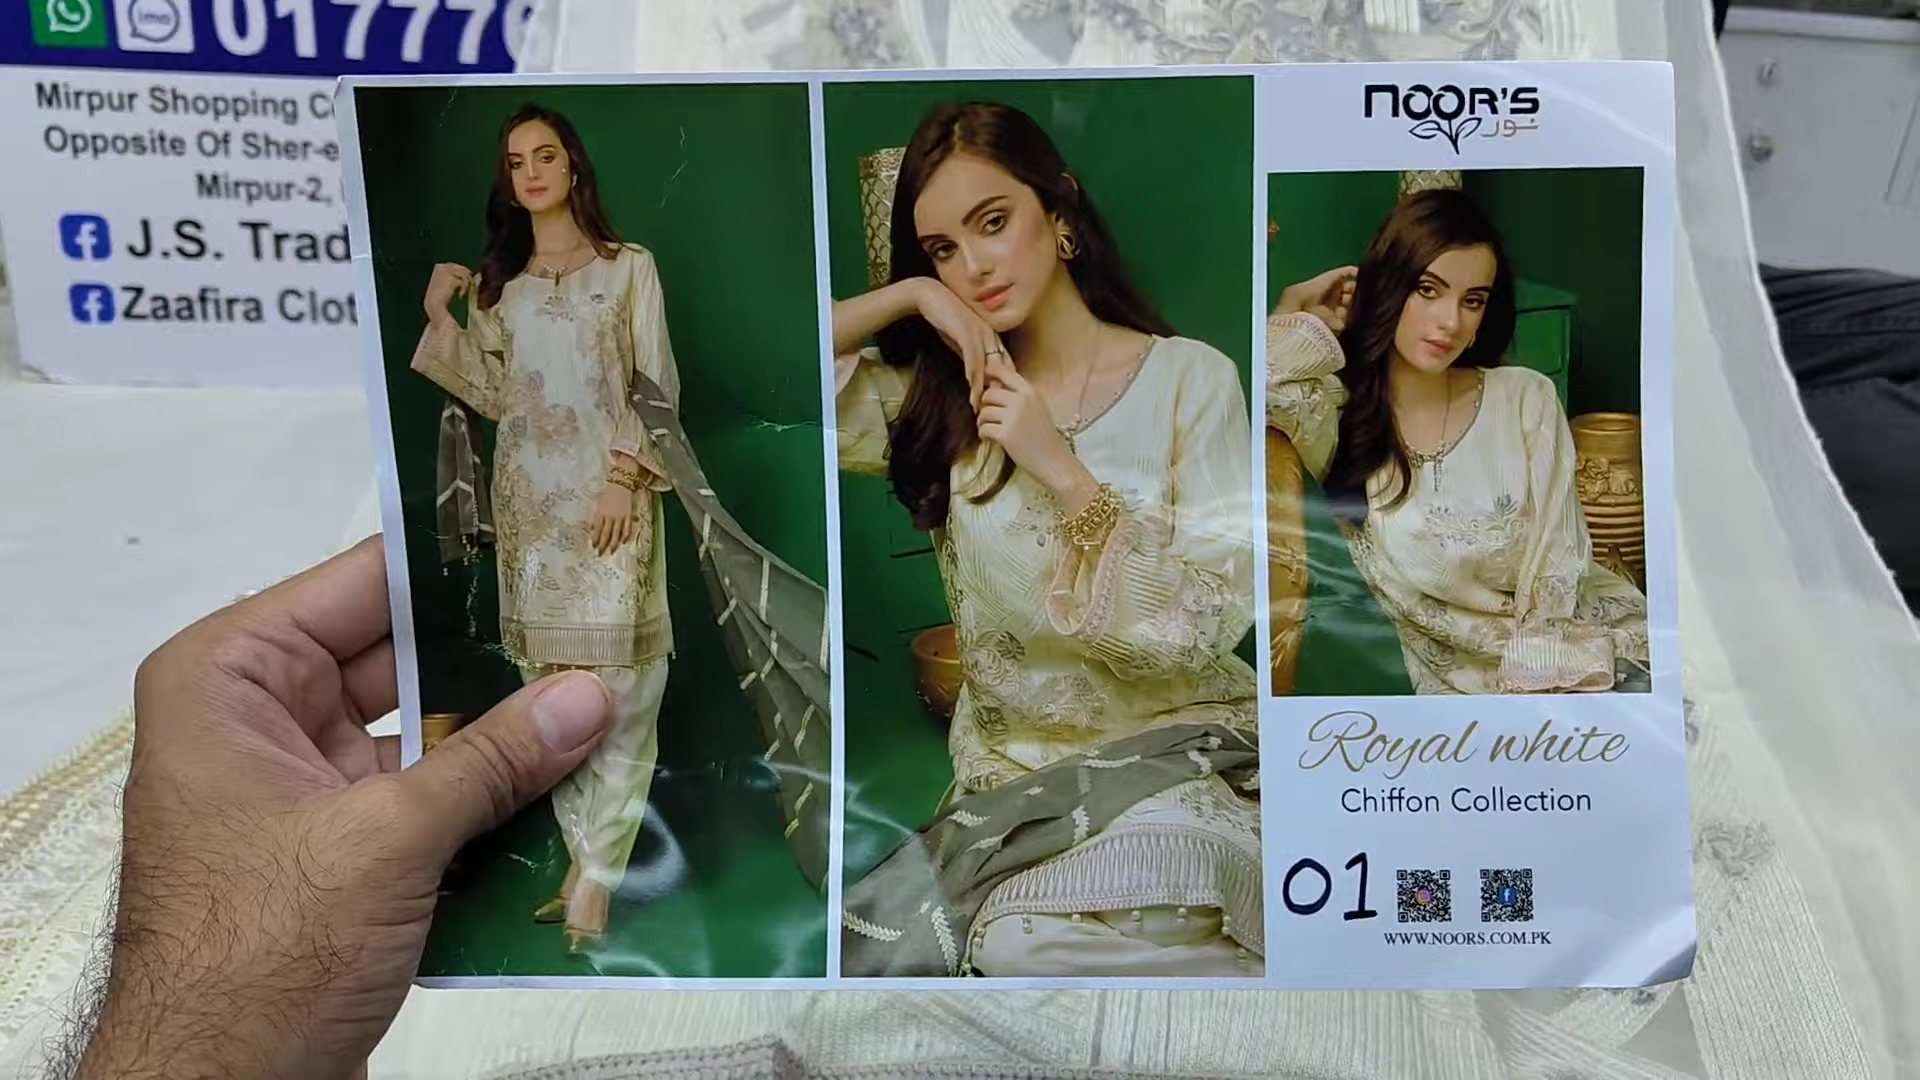 017776
Mirpur Shopping C
Opposite Of Sher-e
Mirpur-2,
J.S. Trad
Zaafira Clot
NOOR'S
نور
Royal white
Chiffon Collection
01
WWW.NOORS.COM.PK